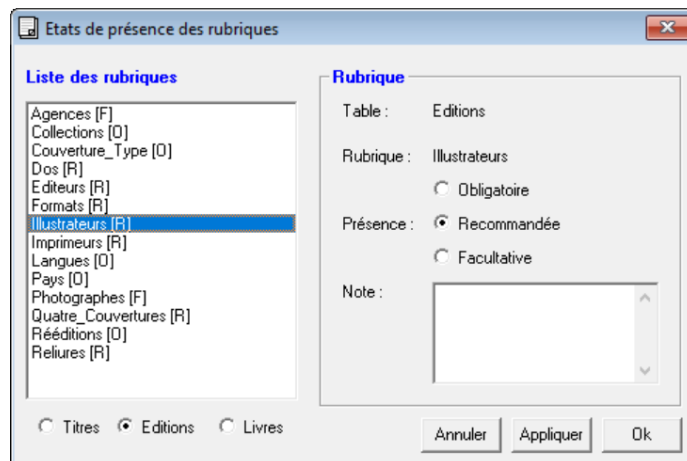 Etats de présence des rubriques
Liste des rubriques
Agences [F]
Collections [O]
Couverture_Type [O]
Dos [R]
Editeurs [R]
Formats [R]
Illustrateurs [R]
Imprimeurs [R]
Langues [O]
Pays [O]
Photographes [F]
Quatre_Couvertures [R]
Rééditions [O]
Reliures [R]
Titres Editions Livres
Rubrique
Table : Editions
Rubrique : Illustrateurs
Obligatoire
Présence : Recommandée
Facultative
Note :
Annuler Appliquer Ok